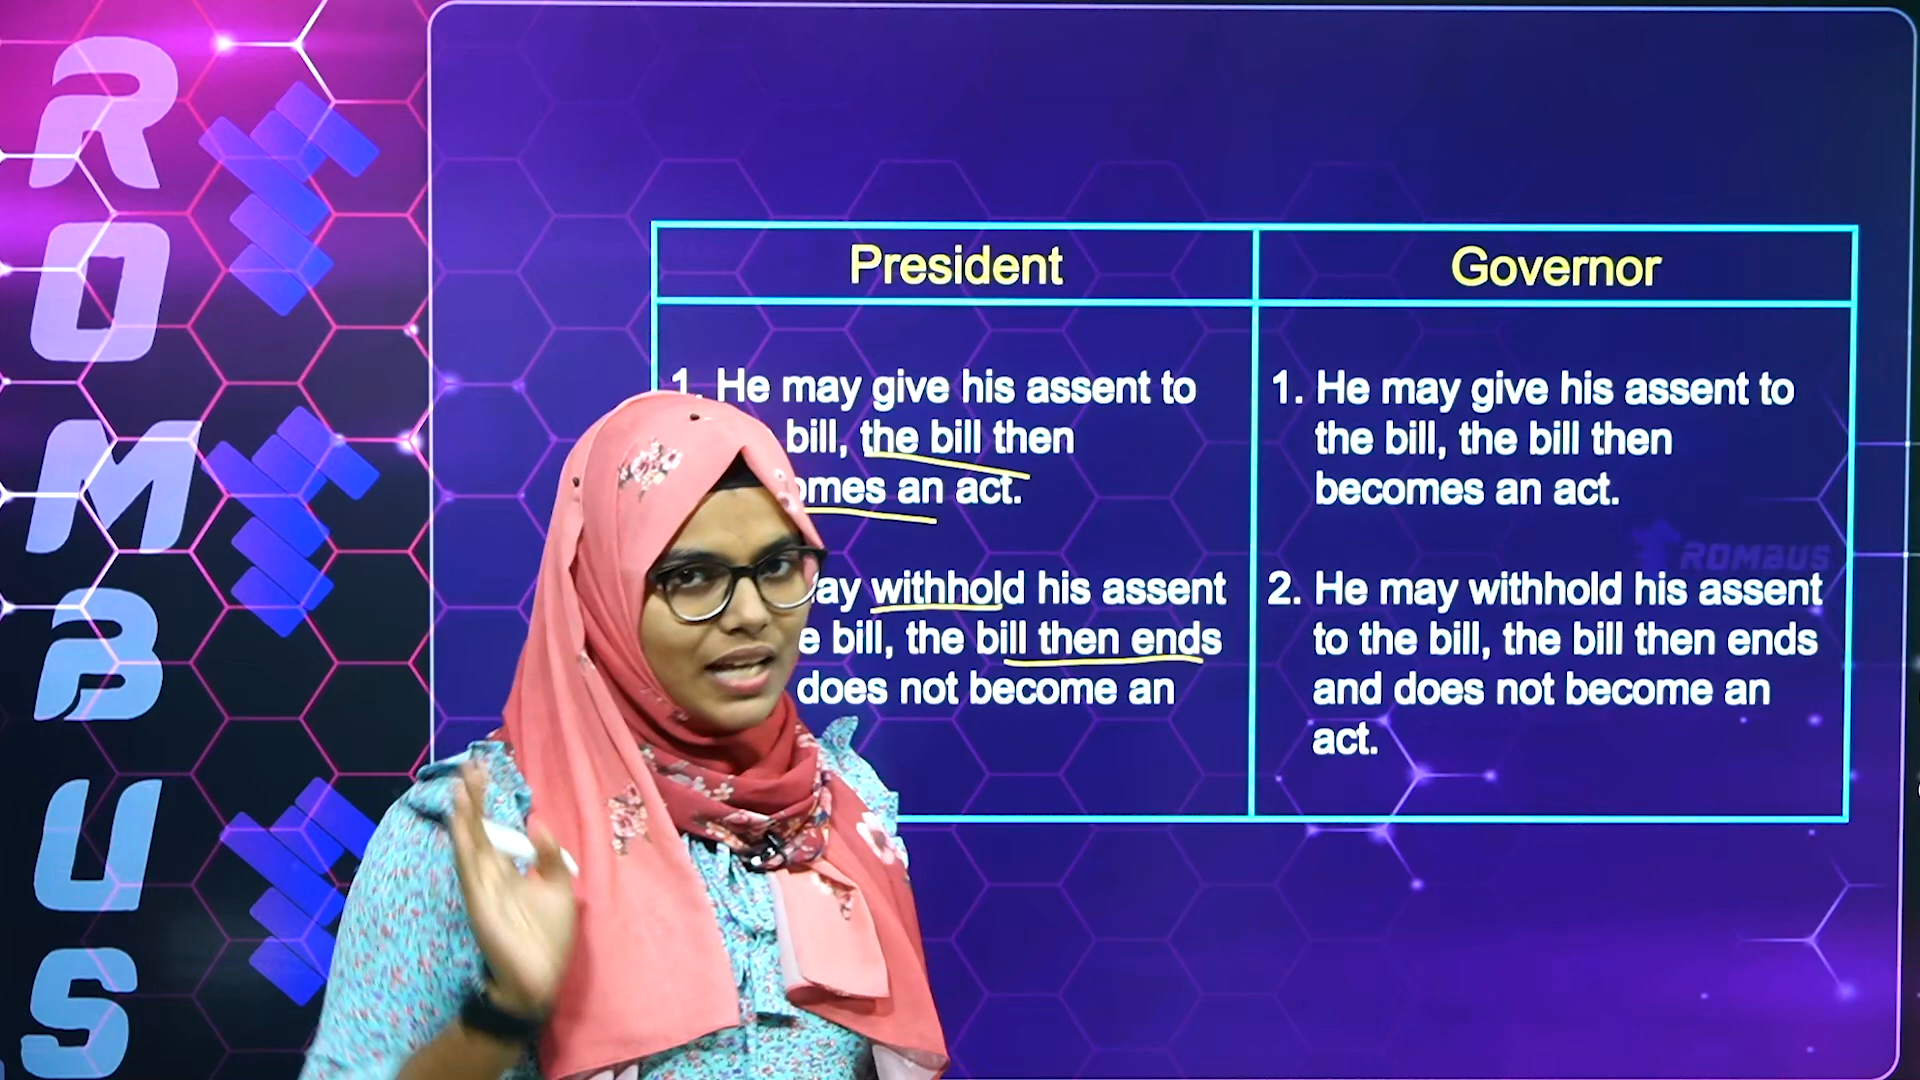 ROMBUS
President
Governor
1. He may give his assent to
bill, the bill then
omes an act.
ay withhold his assent
e bill, the bill then ends
does not become an
1. He may give his assent to
the bill, the bill then
becomes an act.
ROMBUS
2. He may withhold his assent
to the bill, the bill then ends
and does not become an
act.